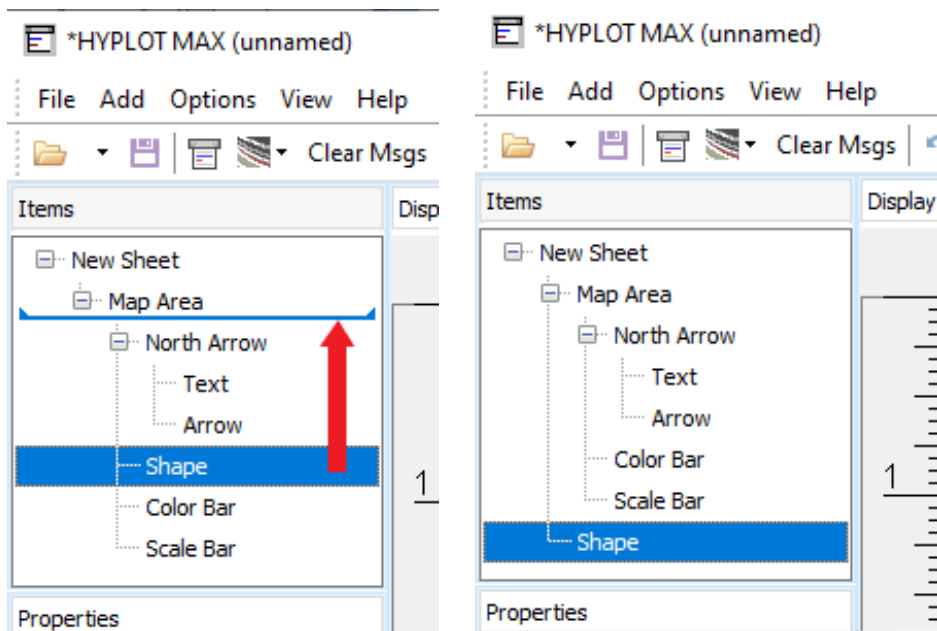 *HYPLOT MAX (unnamed)
File Add Options View Help
Clear Msgs
Items
Disp
New Sheet
Map Area
North Arrow
Text
Arrow
Shape
Color Bar
Scale Bar
1
Properties
*HYPLOT MAX (unnamed)
File Add Options View He
Clear Msgs
Items
Display
New Sheet
Map Area
North Arrow
Text
Arrow
Color Bar
Scale Bar
Shape
1
Properties